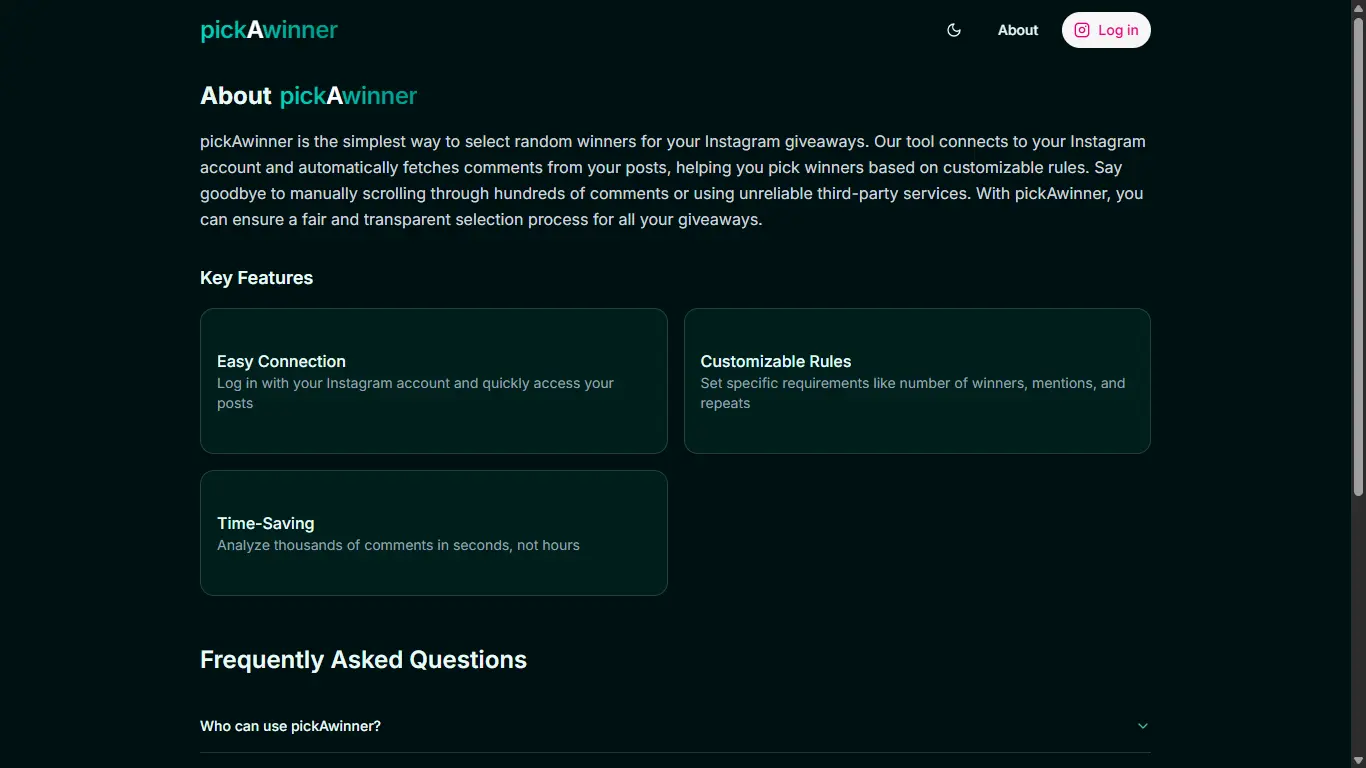 pickAwinner
About
Log in
About pickAwinner
pickAwinner is the simplest way to select random winners for your Instagram giveaways. Our tool connects to your Instagram
account and automatically fetches comments from your posts, helping you pick winners based on customizable rules. Say
goodbye to manually scrolling through hundreds of comments or using unreliable third-party services. With pickAwinner, you
can ensure a fair and transparent selection process for all your giveaways.
Key Features
Easy Connection
Log in with your Instagram account and quickly access your
posts
Customizable Rules
Set specific requirements like number of winners, mentions, and
repeats
Time-Saving
Analyze thousands of comments in seconds, not hours
Frequently Asked Questions
Who can use pickAwinner?